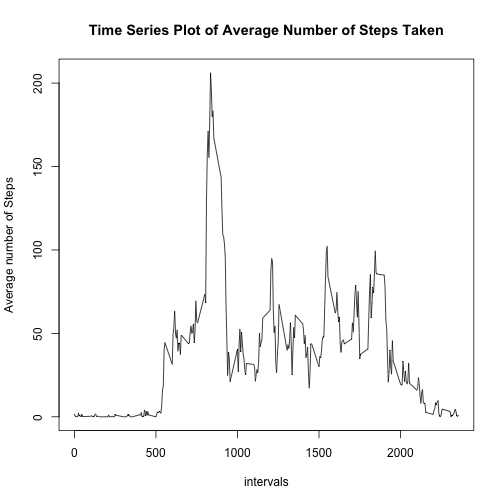 Time Series Plot of Average Number of Steps Taken
Average number of Steps
200
150
100
50
0
0 500 1000 1500 2000
intervals